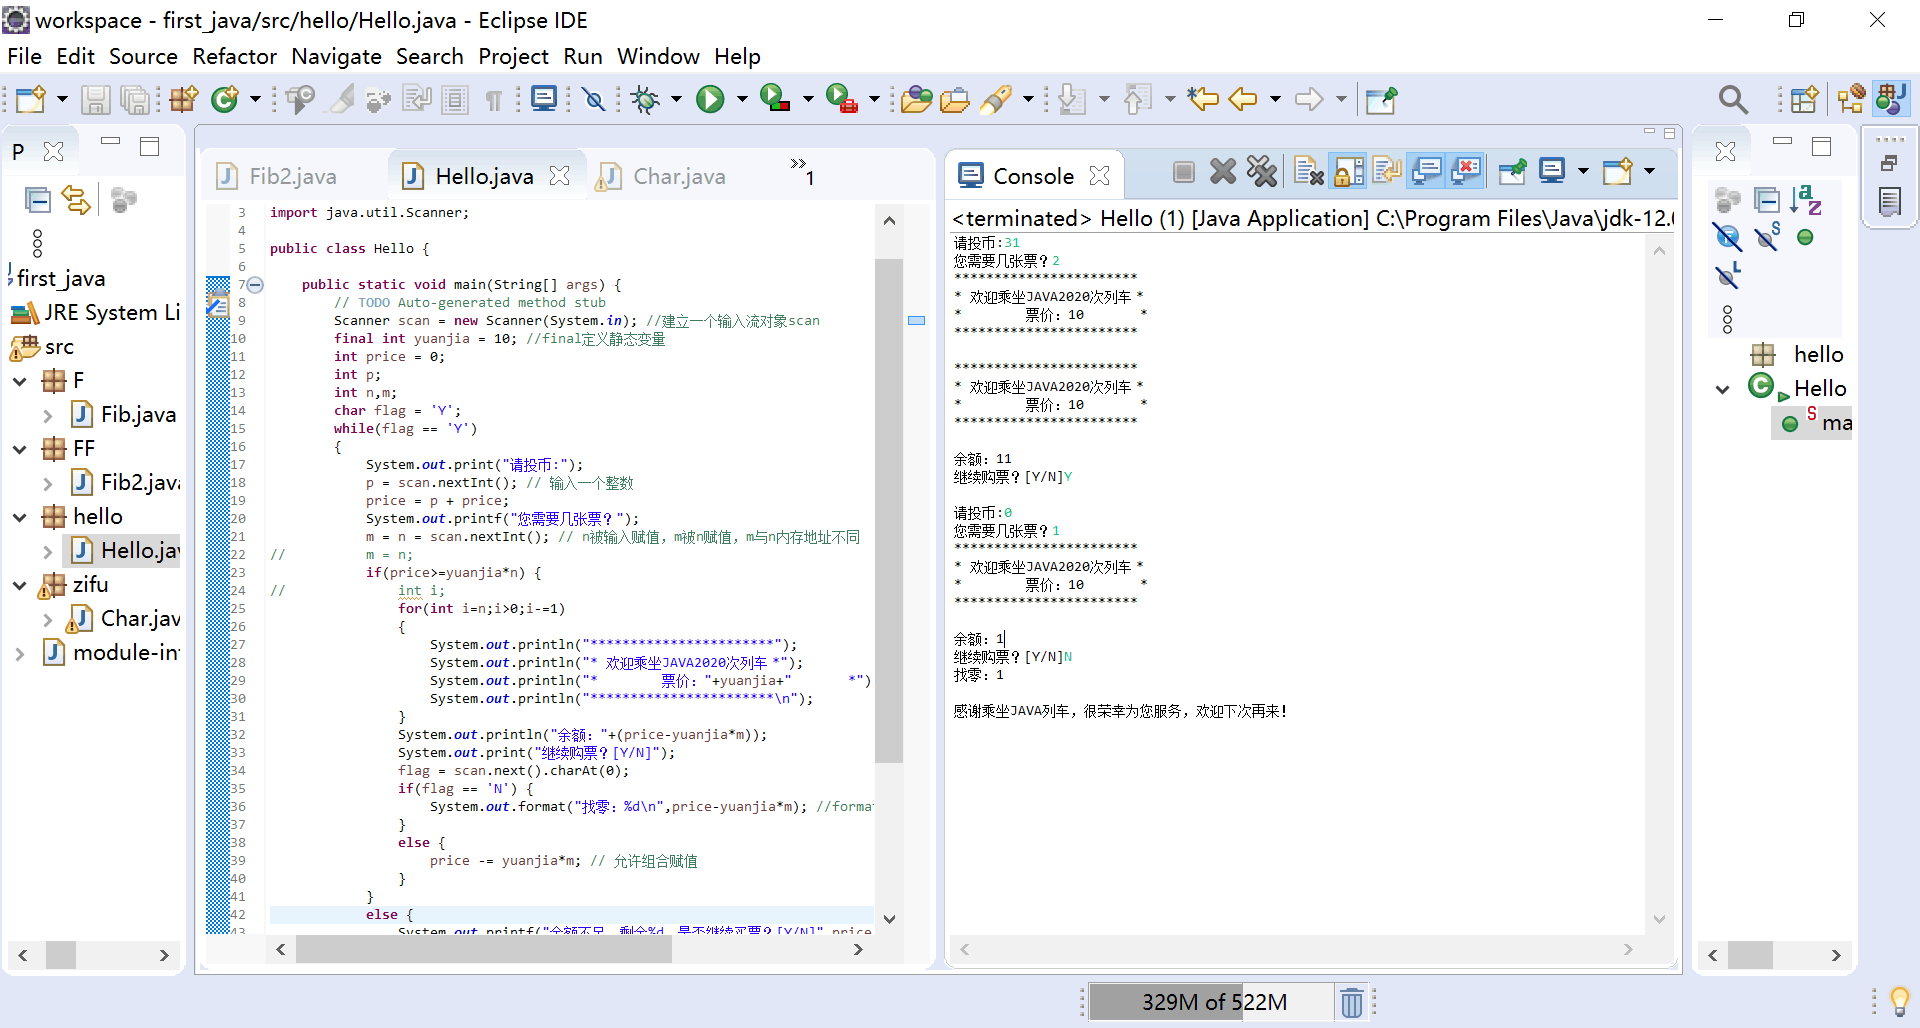 workspace - first_java/src/hello/Hello.java - Eclipse IDE
File Edit Source Refactor Navigate Search Project Run Window Help
P
first_java
JRE System Li
src
F
Fib.java
FF
Fib2.java
hello
Hello.jav
zifu
Char.jav
module-in
Fib2.java
Hello.java
Char.java
»1
3 import java.util.Scanner;
4
5 public class Hello {
6
7 public static void main(String[] args) {
8 // TODO Auto-generated method stub
9 Scanner scan = new Scanner(System.in); //建立一个输入流对象scan
10 final int yuanjia = 10; //final定义静态变量
11 int price = 0;
12 int p;
13 int n,m;
14 char flag = 'Y';
15 while(flag == 'Y')
16 {
17 System.out.print("请投币:");
18 p = scan.nextInt(); // 输入一个整数
19 price = p + price;
20 System.out.printf("您需要几张票？");
21 m = n = scan.nextInt(); // n被输入赋值，m被n赋值，m与n内存地址不同
22 // m = n;
23 if(price>=yuanjia*n) {
24 // int i;
25 for(int i=n;i>0;i-=1)
26 {
27 System.out.println("***********************");
28 System.out.println("* 欢迎乘坐JAVA2020次列车 *");
29 System.out.println("* 票价："+yuanjia+" *")
30 System.out.println("***********************\n");
31 }
32 System.out.println("余额："+(price-yuanjia*m));
33 System.out.print("继续购票？[Y/N]");
34 flag = scan.next().charAt(0);
35 if(flag == 'N') {
36 System.out.format("找零：%d\n",price-yuanjia*m); //forma
37 }
38 else {
39 price -= yuanjia*m; // 允许组合赋值
40 }
41 }
42 else {
43 System.out.printf("余额不足，剩余%d，是否继续买票？[Y/N]",price
Console
<terminated> Hello (1) [Java Application] C:\Program Files\Java\jdk-12.0
请投币:31
您需要几张票？2
***********************
* 欢迎乘坐JAVA2020次列车 *
* 票价：10 *
***********************
***********************
* 欢迎乘坐JAVA2020次列车 *
* 票价：10 *
***********************
余额：11
继续购票？[Y/N]Y
请投币:0
您需要几张票？1
***********************
* 欢迎乘坐JAVA2020次列车 *
* 票价：10 *
***********************
余额：1
继续购票？[Y/N]N
找零：1
感谢乘坐JAVA列车，很荣幸为您服务，欢迎下次再来！
hello
Hello
ma
329M of 522M